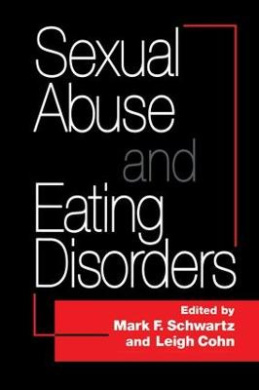 Sexual
Abuse
and
Eating
Disorders
Edited by
Mark F. Schwartz
and Leigh Cohn